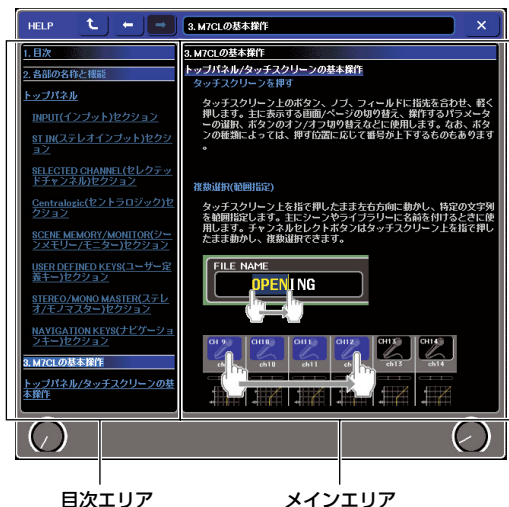 HELP
3. M7CLの基本操作
×
1. 目次
2. 各部の名称と機能
トップパネル
INPUT(インプット)セクション
ST IN(ステレオインプット)セクシ
ョン
SELECTED CHANNEL(セレクテッ
ドチャンネル)セクション
Centralogic(セントラロジック)セ
クション
SCENE MEMORY/MONITOR(シー
ンメモリー/モニター)セクション
USER DEFINED KEYS(ユーザー定
義キー)セクション
STEREO/MONO MASTER(ステレ
オ/モノマスター)セクション
NAVIGATION KEYS(ナビゲーショ
ンキー)セクション
3. M7CLの基本操作
トップパネル/タッチスクリーンの基
本操作
3. M7CLの基本操作
トップパネル/タッチスクリーンの基本操作
タッチスクリーンを押す
タッチスクリーン上のボタン、ノブ、フィールドに指先を合わせ、軽く
押します。主に表示する画面/ページの切り替え、操作するパラメータ
ーの選択、ボタンのオン/オフ切り替えなどに使用します。なお、ボタ
ンの種類によっては、押す位置に応じて番号が上下するものもあります
。
複数選択(範囲指定)
タッチスクリーンを指で押したまま左右方向に動かし、特定の文字列
を範囲指定します。主にシーンやライブラリーに名前を付けるときに使
用します。チャンネルセレクトボタンはタッチスクリーン上を指で押し
たまま動かし、複数選択できます。
FILE NAME
OPENING
CH 9 CH10 CH11 CH12 CH13 CH14
ch 9 ch10 ch11 ch12 ch13 ch14
目次エリア
メインエリア